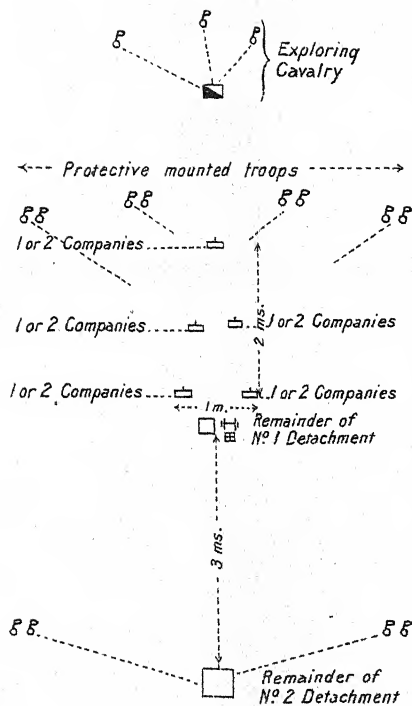 Exploring
Cavalry
Protective mounted troops
1 or 2 Companies
1 or 2 Companies
1 or 2 Companies
2 ms.
1 or 2 Companies
1 or 2 Companies
1 m.
Remainder of
Nº 1 Detachment
3 ms.
Remainder of
Nº 2 Detachment